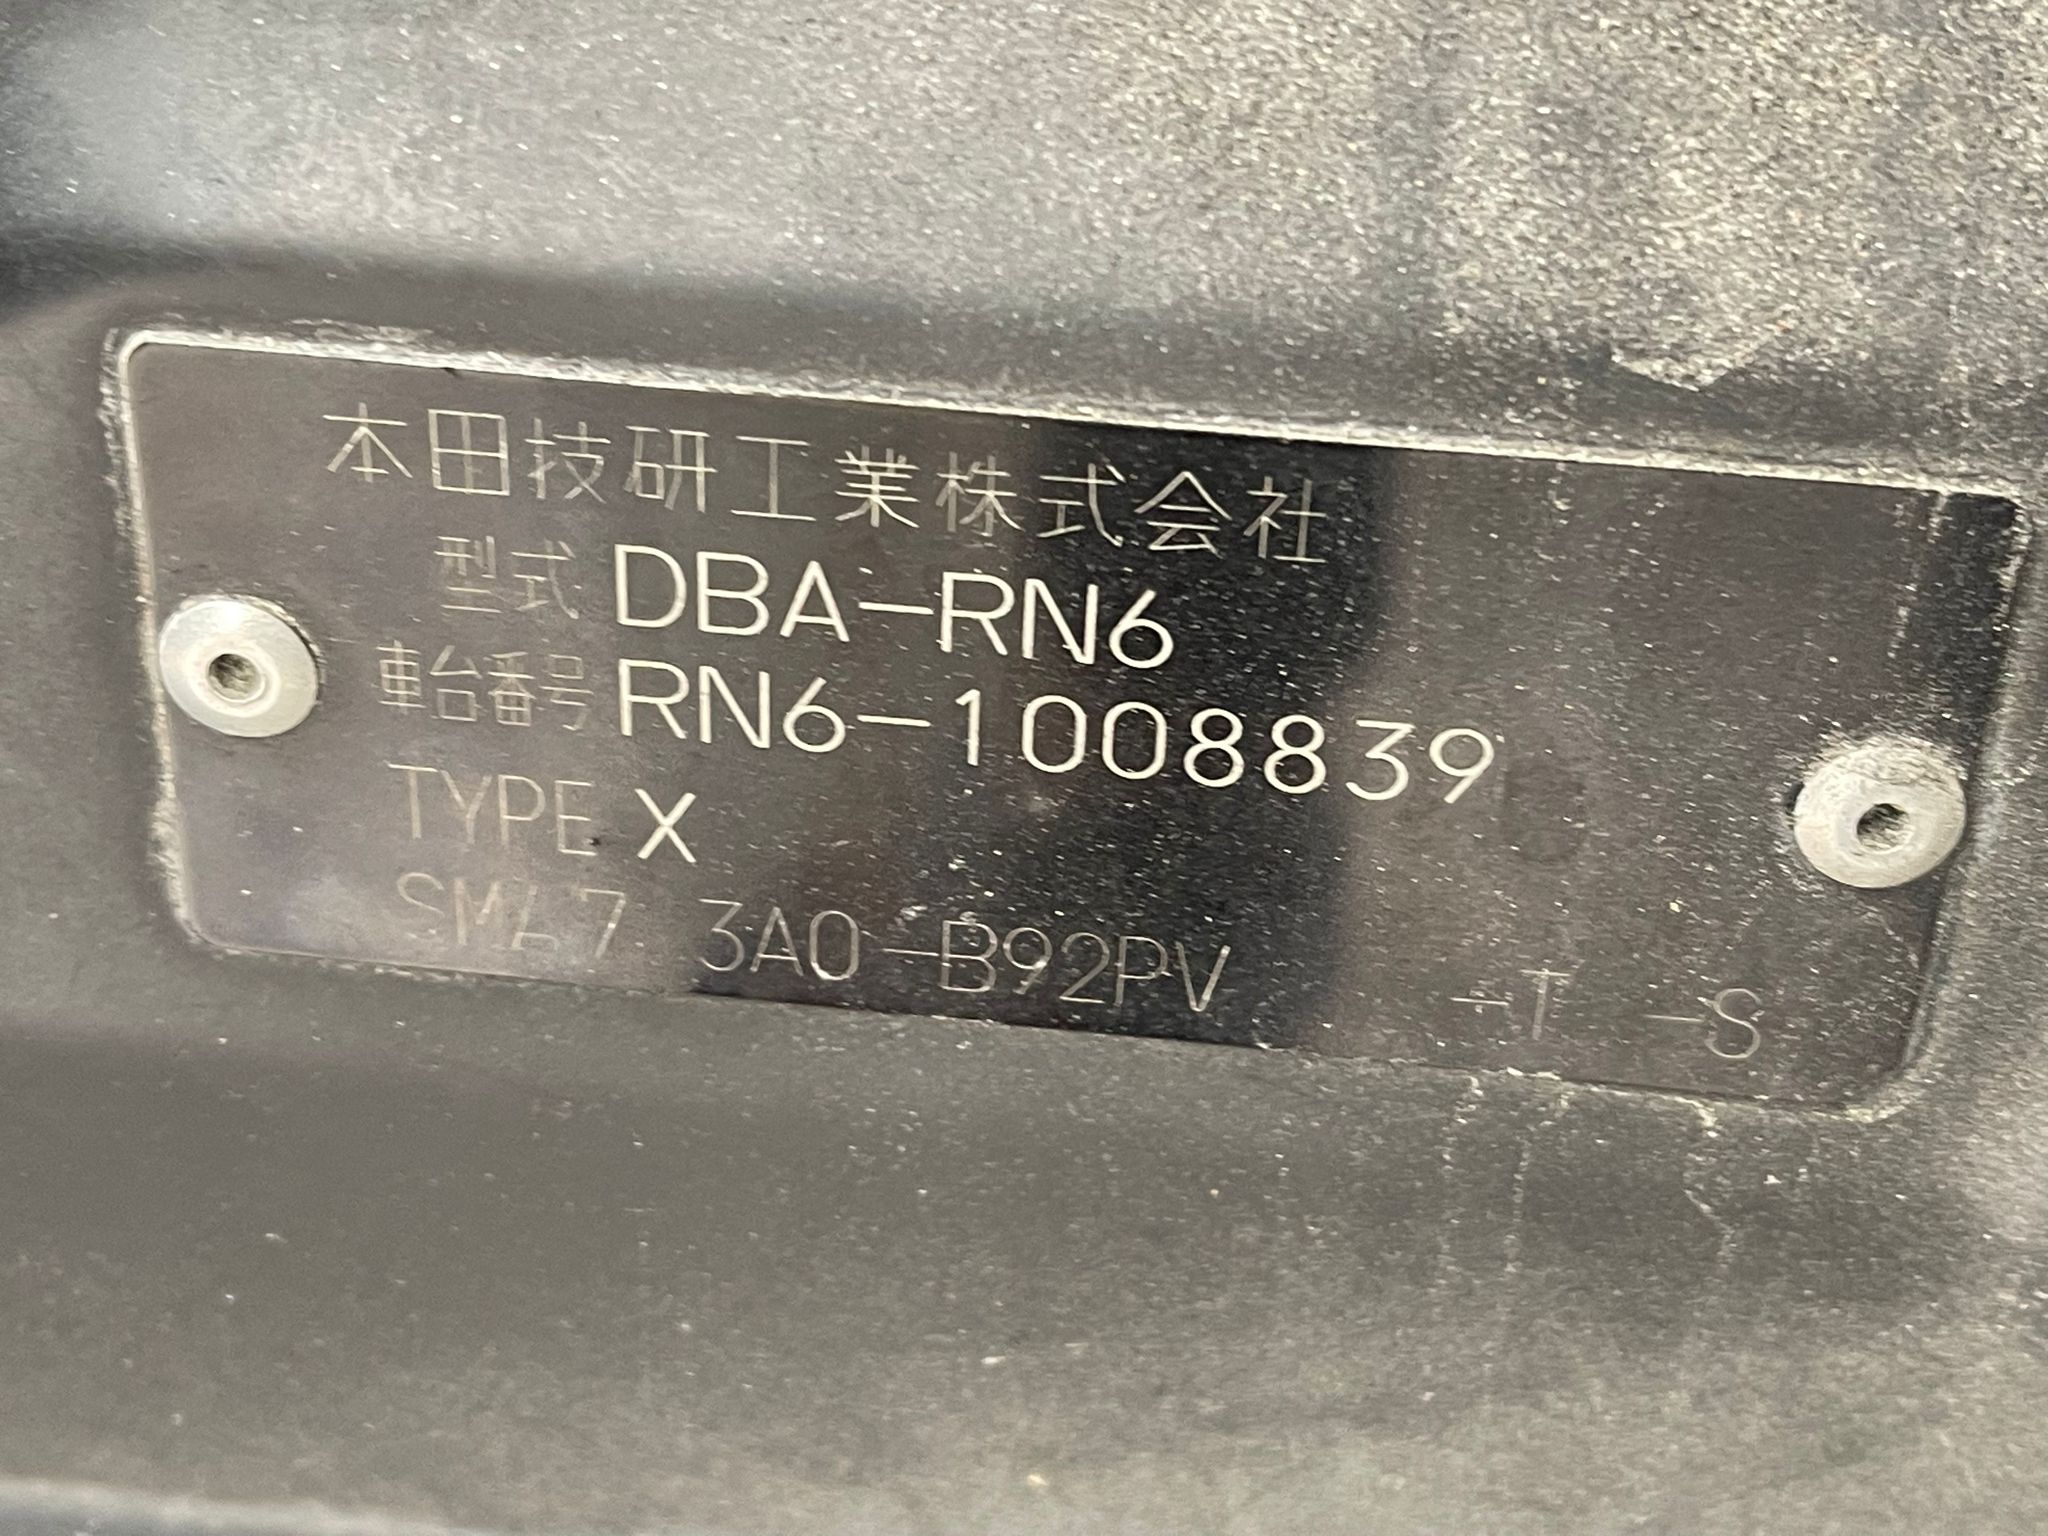 本田技研工業株式会社
型式 DBA-RN6
車台番号 RN6-1008839
TYPE X
3A0-B92PV -T -S